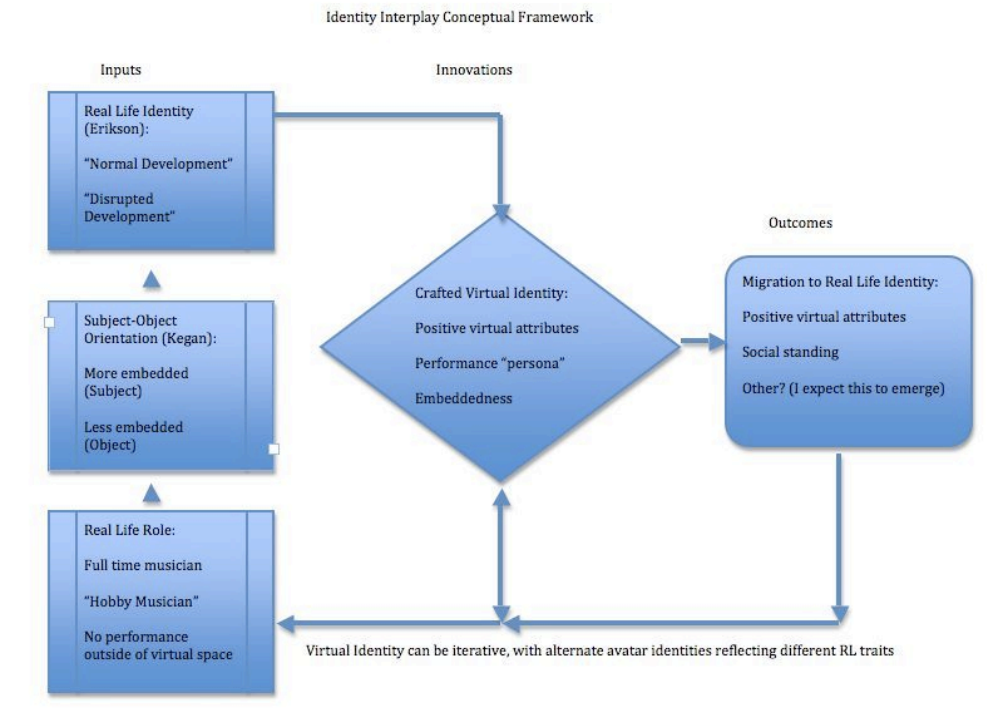 Identity Interplay Conceptual Framework
Inputs
Innovations
Real Life Identity
(Erikson):
“Normal Development”
“Disrupted
Development”
Subject-Object
Orientation (Kegan):
More embedded
(Subject)
Less embedded
(Object)
Real Life Role:
Full time musician
“Hobby Musician”
No performance
outside of virtual space
Crafted Virtual Identity:
Positive virtual attributes
Performance “persona”
Embeddedness
Outcomes
Migration to Real Life Identity:
Positive virtual attributes
Social standing
Other? (I expect this to emerge)
Virtual Identity can be iterative, with alternate avatar identities reflecting different RL traits